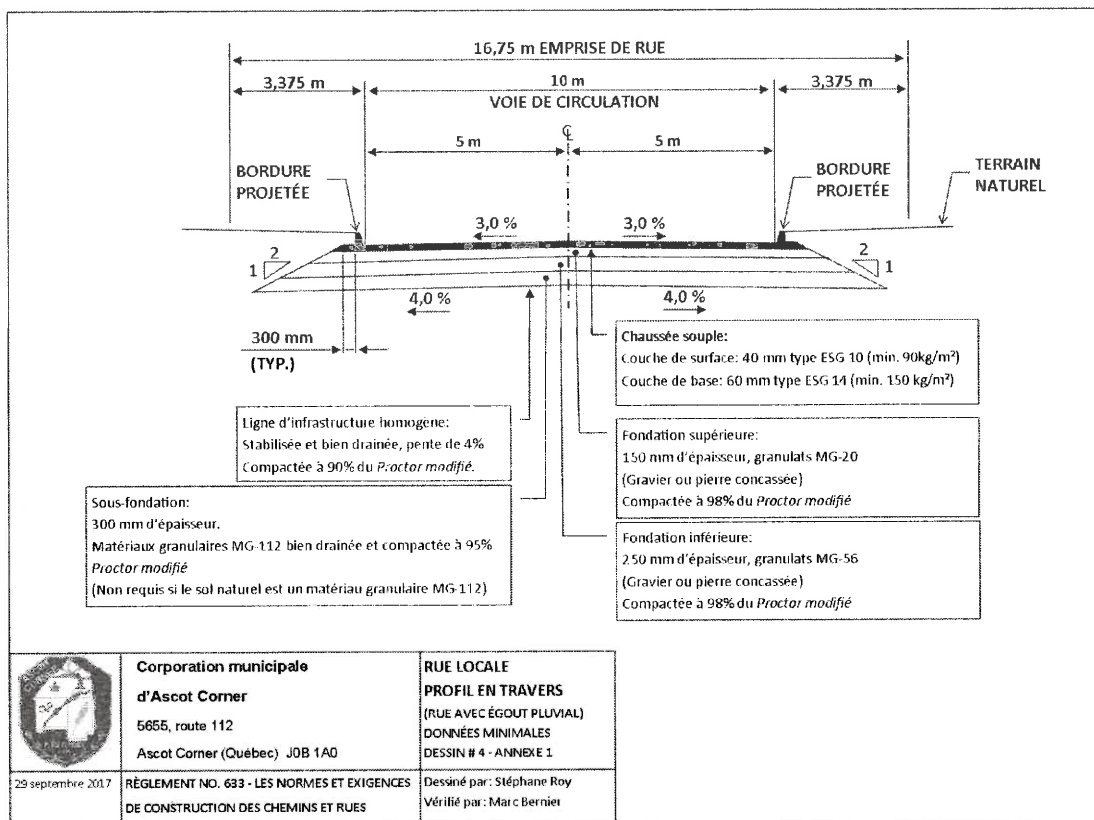 16,75 m EMPRISE DE RUE
3,375 m
10 m
3,375 m
VOIE DE CIRCULATION
℄
5 m
5 m
BORDURE
PROJETÉE
BORDURE
PROJETÉE
TERRAIN
NATUREL
3,0 %
3,0 %
2
1
2
1
4,0 %
4,0 %
300 mm
(TYP.)
Chaussée souple:
Couche de surface: 40 mm type ESG 10 (min. 90kg/m²)
Couche de base: 60 mm type ESG 14 (min. 150 kg/m²)
Ligne d'infrastructure homogène:
Stabilisée et bien drainée, pente de 4%
Compactée à 90% du Proctor modifié.
Fondation supérieure:
150 mm d'épaisseur, granulats MG-20
(Gravier ou pierre concassée)
Compactée à 98% du Proctor modifié
Sous-fondation:
300 mm d'épaisseur.
Matériaux granulaires MG-112 bien drainée et compactée à 95%
Proctor modifié
(Non requis si le sol naturel est un matériau granulaire MG-112)
Fondation inférieure:
250 mm d'épaisseur, granulats MG-56
(Gravier ou pierre concassée)
Compactée à 98% du Proctor modifié
Corporation municipale
d'Ascot Corner
5655, route 112
Ascot Corner (Québec) J0B 1A0
RUE LOCALE
PROFIL EN TRAVERS
(RUE AVEC ÉGOUT PLUVIAL)
DONNÉES MINIMALES
DESSIN # 4 - ANNEXE 1
29 septembre 2017
RÈGLEMENT NO. 633 - LES NORMES ET EXIGENCES
DE CONSTRUCTION DES CHEMINS ET RUES
Dessiné par: Stéphane Roy
Vérifié par: Marc Bernier